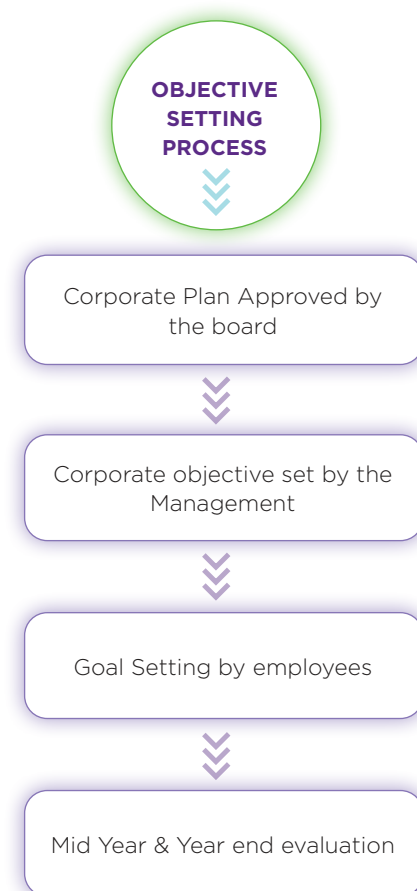 OBJECTIVE
SETTING
PROCESS
Corporate Plan Approved by
the board
Corporate objective set by the
Management
Goal Setting by employees
Mid Year & Year end evaluation